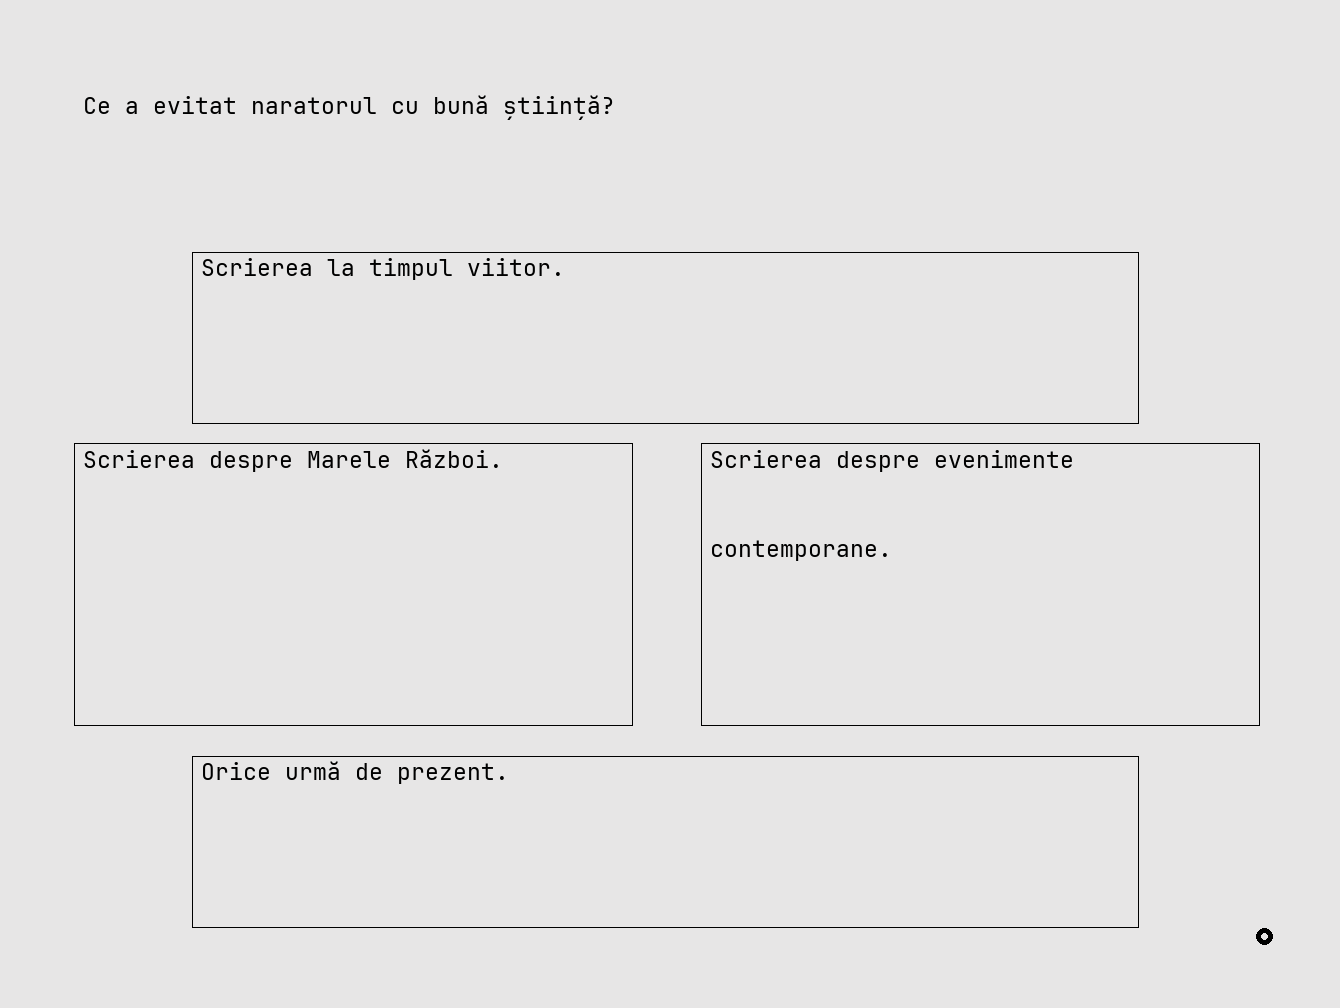 Ce a evitat naratorul cu bună știință?
Scrierea la timpul viitor.
Scrierea despre Marele Război.
Scrierea despre evenimente
contemporane.
Orice urmă de prezent.